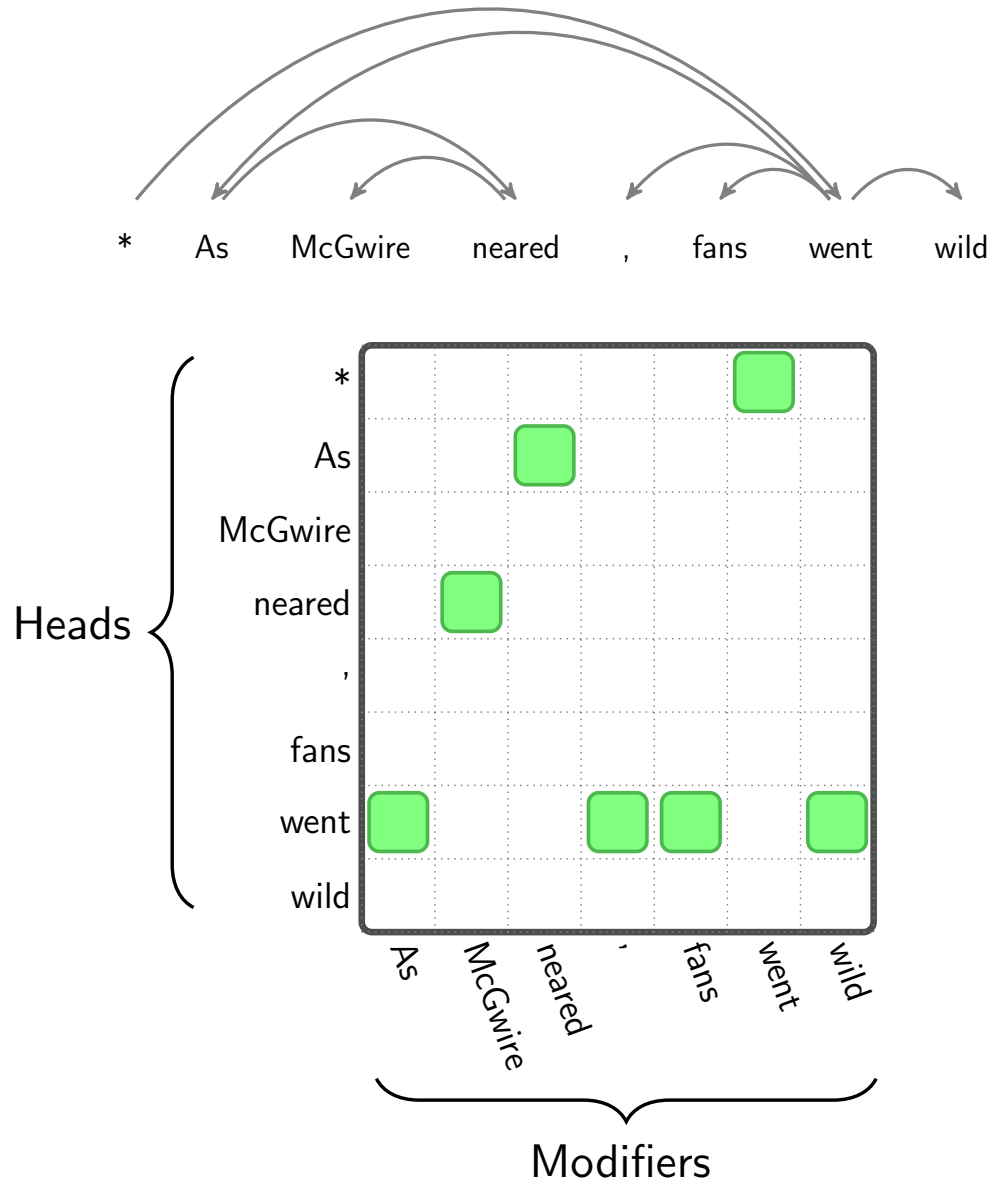 * As McGwire neared , fans went wild
*
As
McGwire
neared
,
fans
went
wild
Heads
As McGwire neared , fans went wild
Modifiers